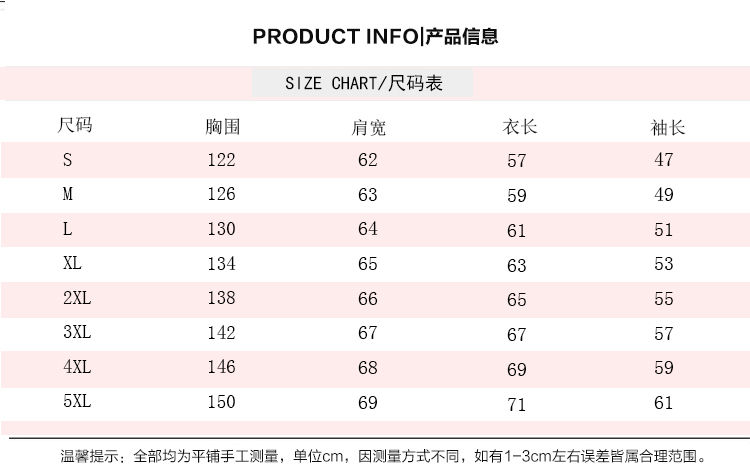 PRODUCT INFO|产品信息
SIZE CHART/尺码表
尺码 胸围 肩宽 衣长 袖长
S 122 62 57 47
M 126 63 59 49
L 130 64 61 51
XL 134 65 63 53
2XL 138 66 65 55
3XL 142 67 67 57
4XL 146 68 69 59
5XL 150 69 71 61
温馨提示：全部均为平铺手工测量，单位cm，因测量方式不同，如有1-3cm左右误差皆属合理范围。